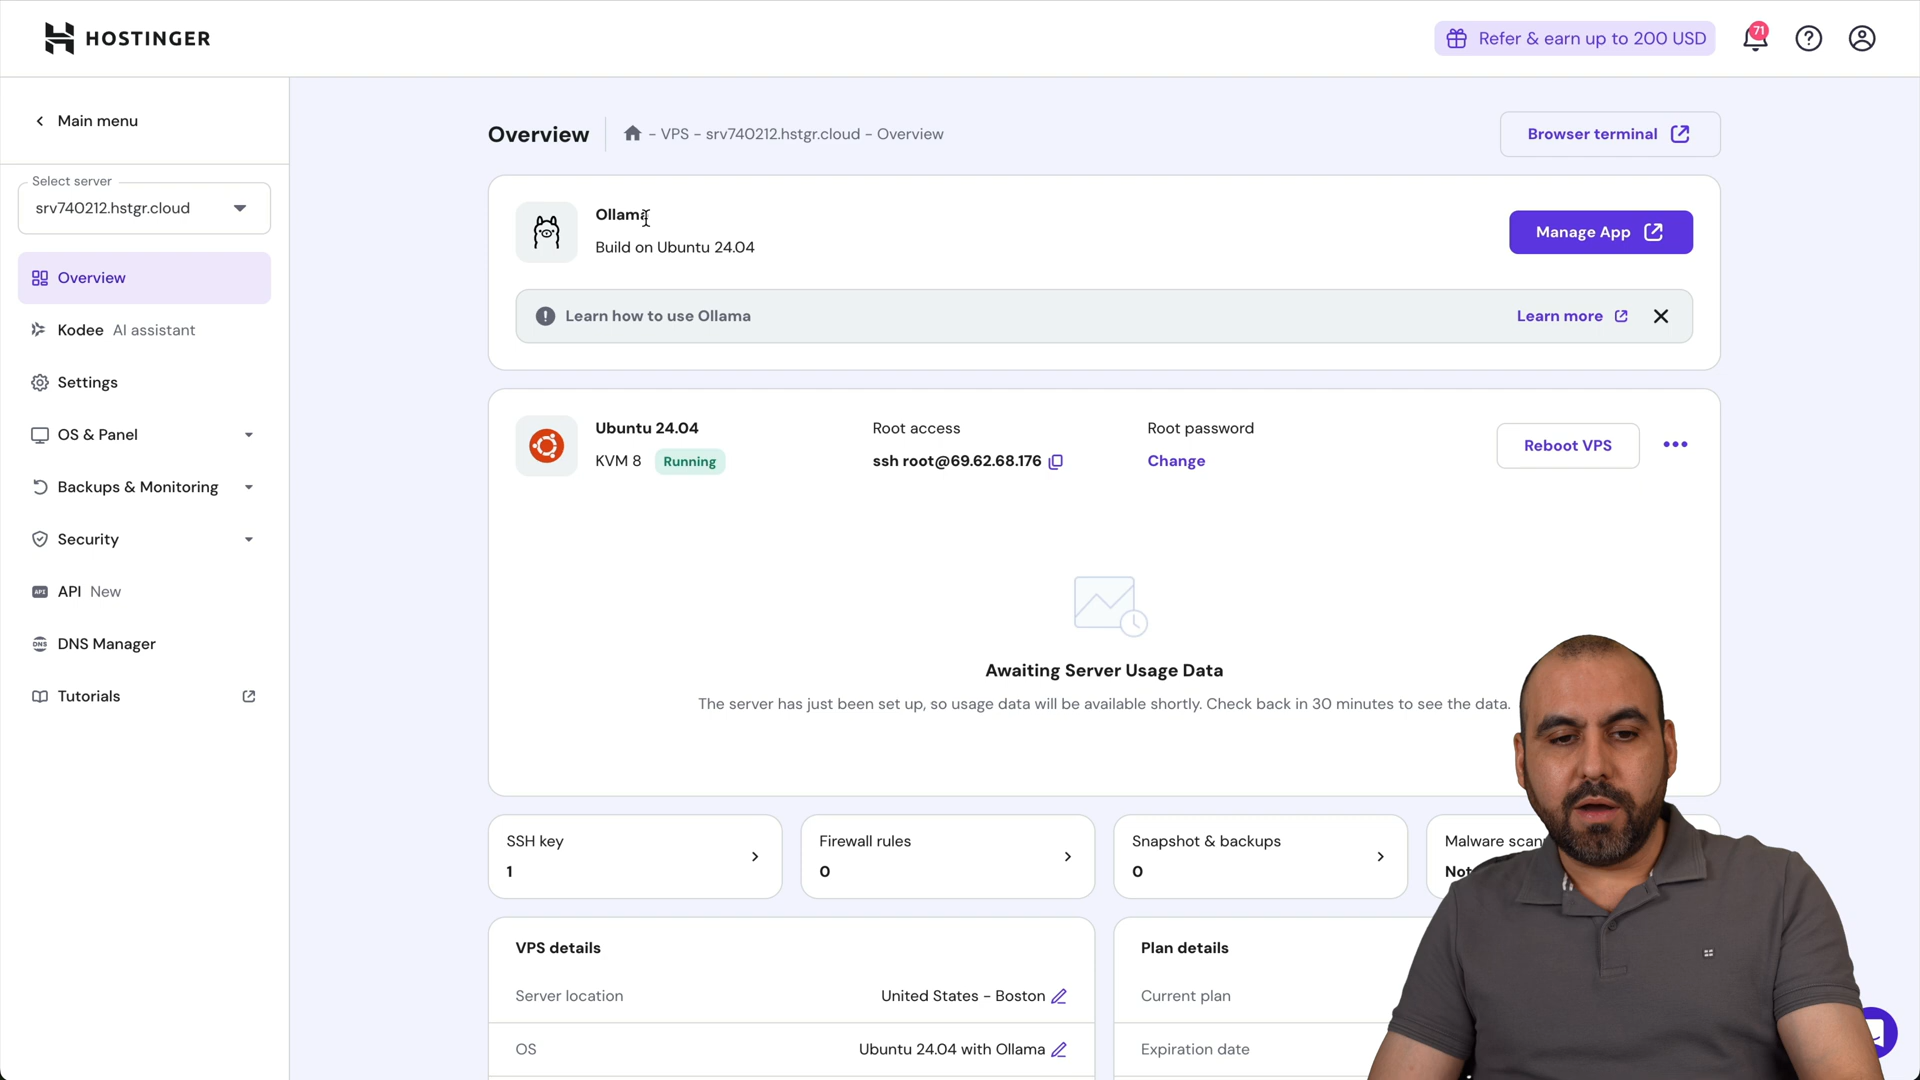 HOSTINGER
Refer & earn up to 200 USD
71
Main menu
Select server
srv740212.hstgr.cloud
Overview
Kodee AI assistant
Settings
OS & Panel
Backups & Monitoring
Security
API New
DNS Manager
Tutorials
Overview
- VPS - srv740212.hstgr.cloud - Overview
Browser terminal
Ollama
Build on Ubuntu 24.04
Manage App
Learn how to use Ollama
Learn more
Ubuntu 24.04
KVM 8 Running
Root access
ssh root@69.62.68.176
Root password
Change
Reboot VPS
Awaiting Server Usage Data
The server has just been set up, so usage data will be available shortly. Check back in 30 minutes to see the data.
SSH key
1
Firewall rules
0
Snapshot & backups
0
Malware scan
Not
VPS details
Server location
United States - Boston
OS
Ubuntu 24.04 with Ollama
Plan details
Current plan
Expiration date